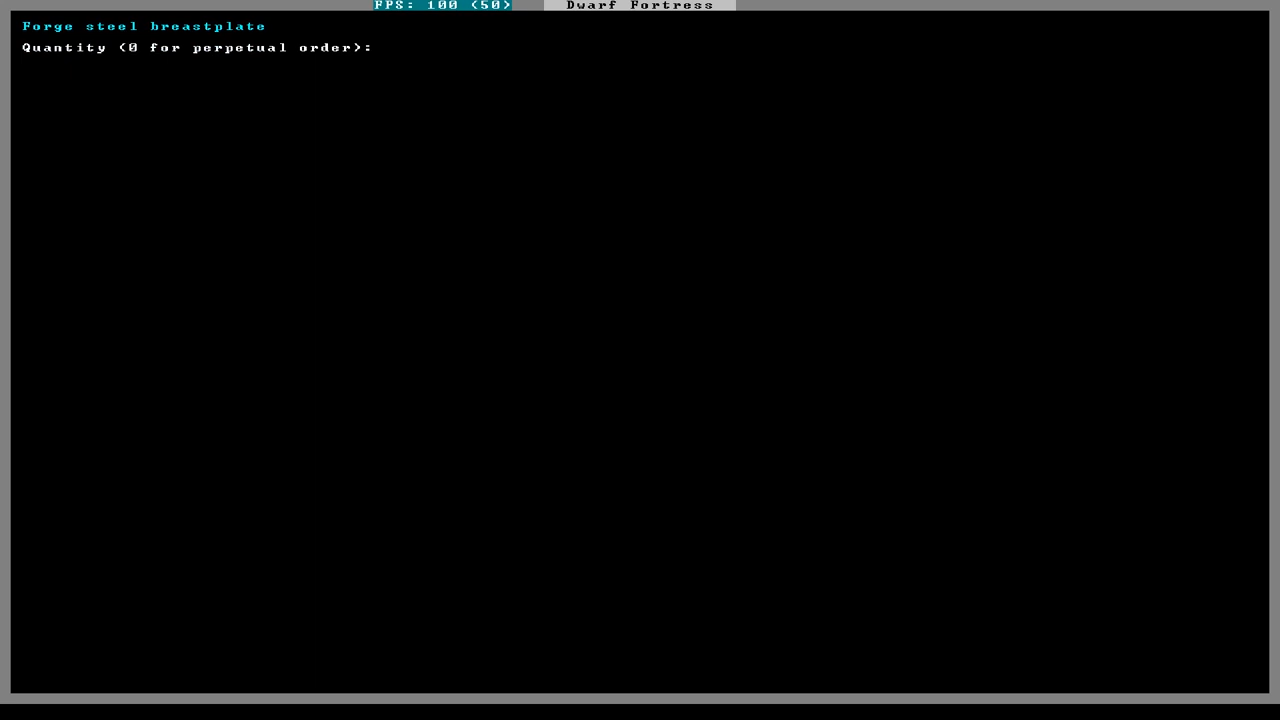 FPS: 100 (50) Dwarf Fortress
Forge steel breastplate
Quantity (0 for perpetual order):